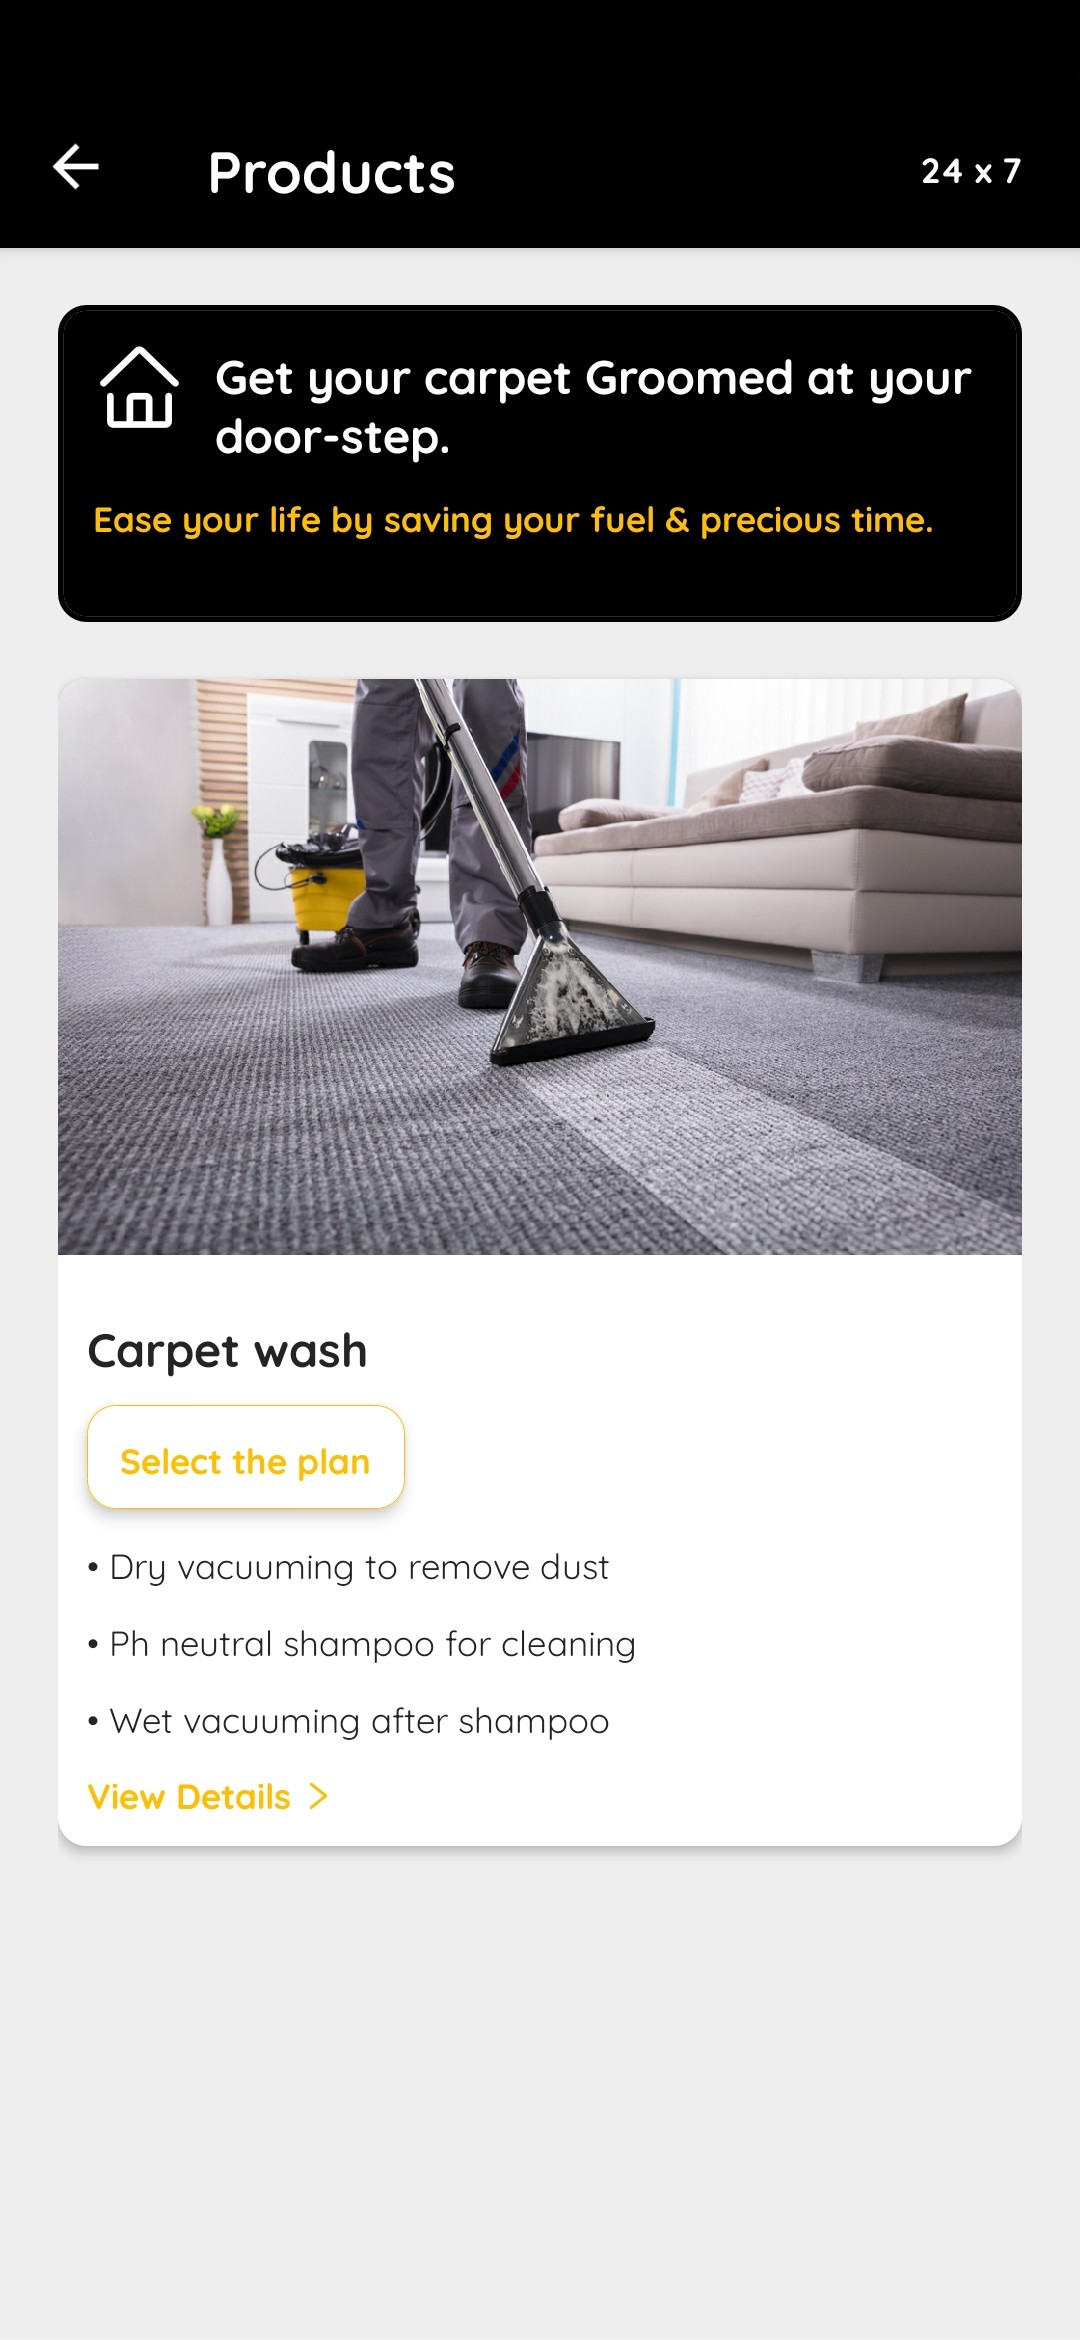 Products
24 x 7
Get your carpet Groomed at your
door-step.
Ease your life by saving your fuel & precious time.
Carpet wash
Select the plan
• Dry vacuuming to remove dust
• Ph neutral shampoo for cleaning
• Wet vacuuming after shampoo
View Details >